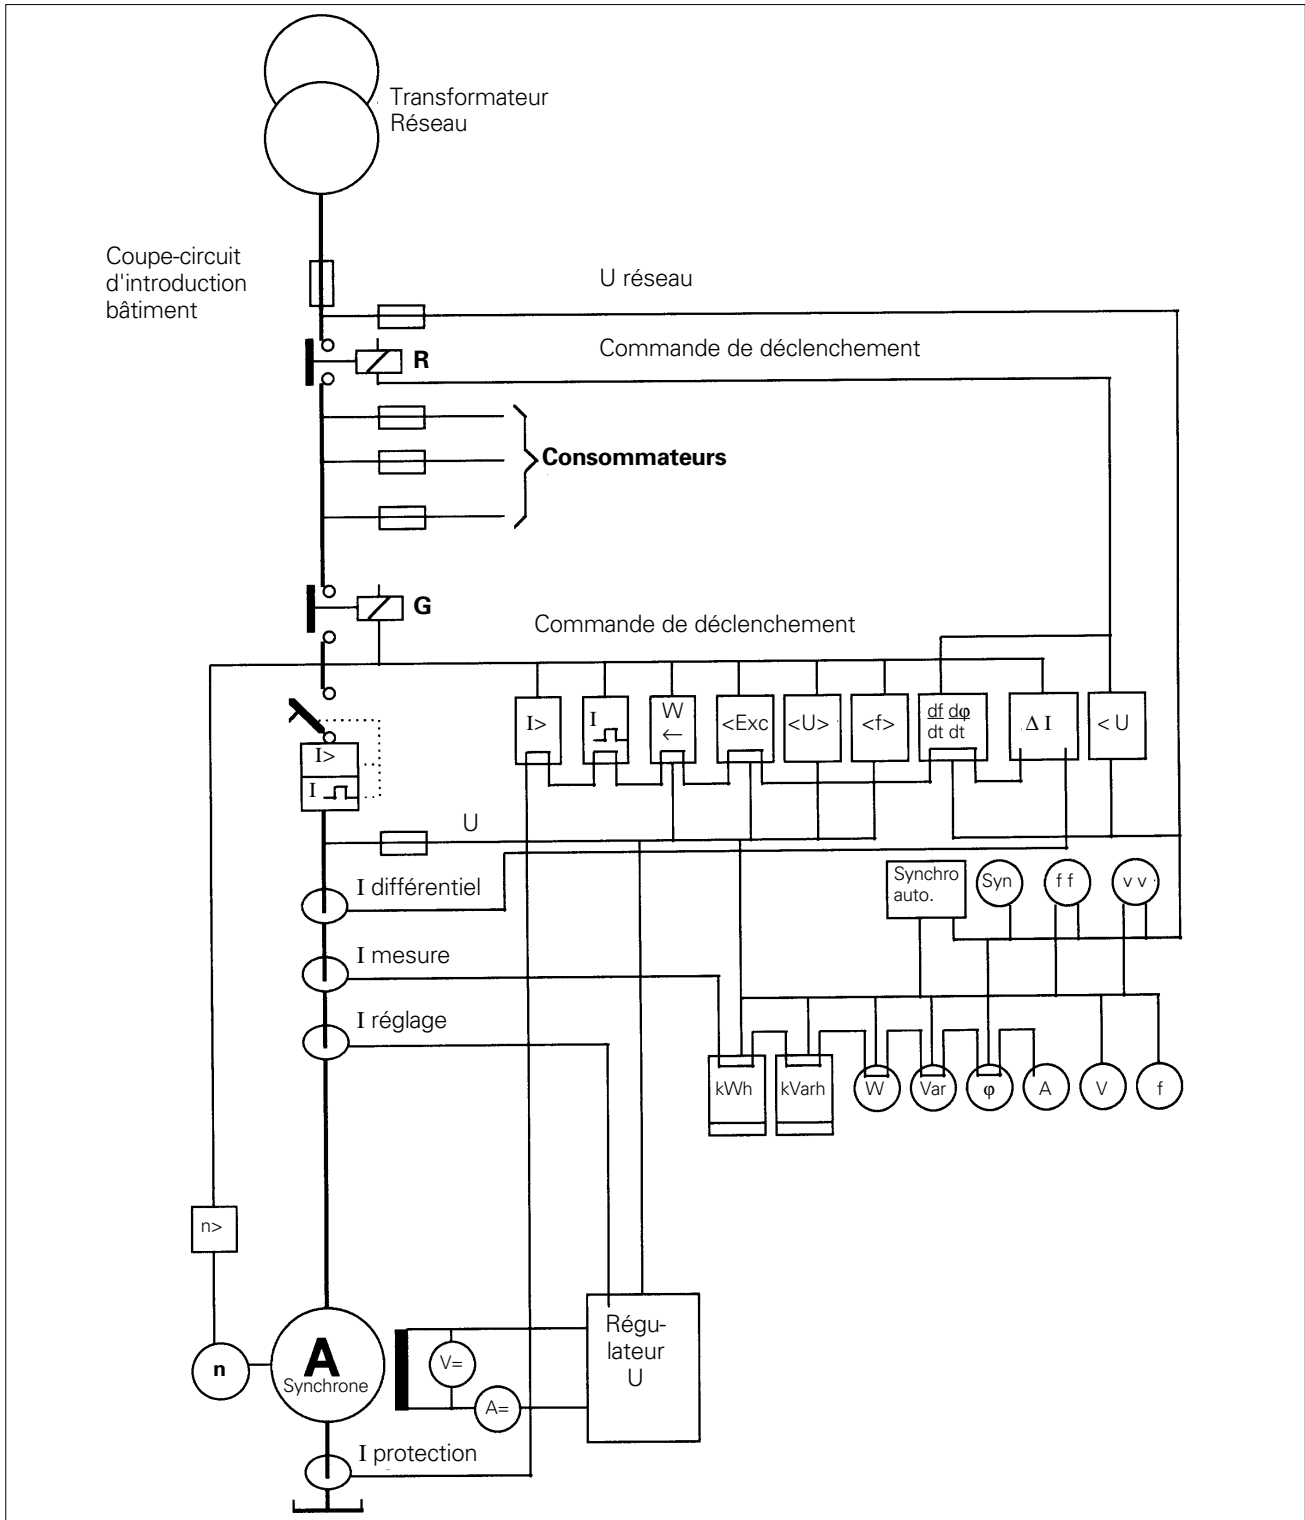 Transformateur
Réseau
Coupe-circuit
d'introduction
bâtiment
U réseau
Commande de déclenchement
R
Consommateurs
G
Commande de déclenchement
I>
I
W
←
<Exc
<U>
<f>
df dφ
dt dt
Δ I
< U
I>
I
U
I différentiel
Synchro
auto.
Syn
f f
v v
I mesure
I réglage
kWh
kVarh
W
Var
φ
A
V
f
n>
n
A
Synchrone
V=
A=
Régu-
lateur
U
I protection